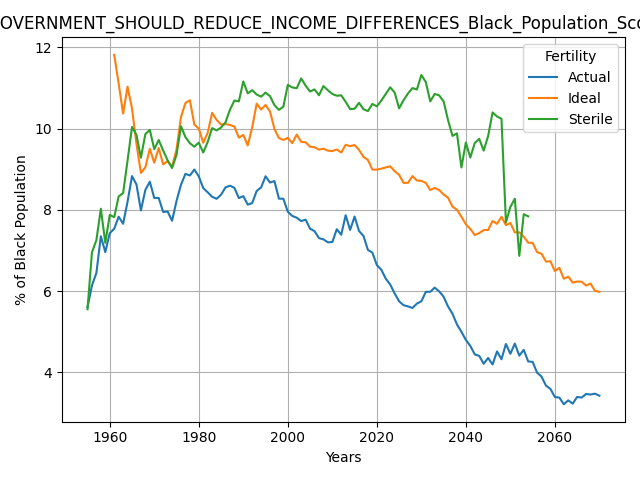 OVERNMENT_SHOULD_REDUCE_INCOME_DIFFERENCES_Black_Population_Sco
Fertility
Actual
Ideal
Sterile
% of Black Population
12
10
8
6
4
1960 1980 2000 2020 2040 2060
Years